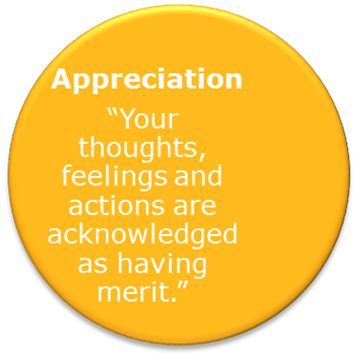 Appreciation
“Your
thoughts,
feelings and
actions are
acknowledged
as having
merit.”